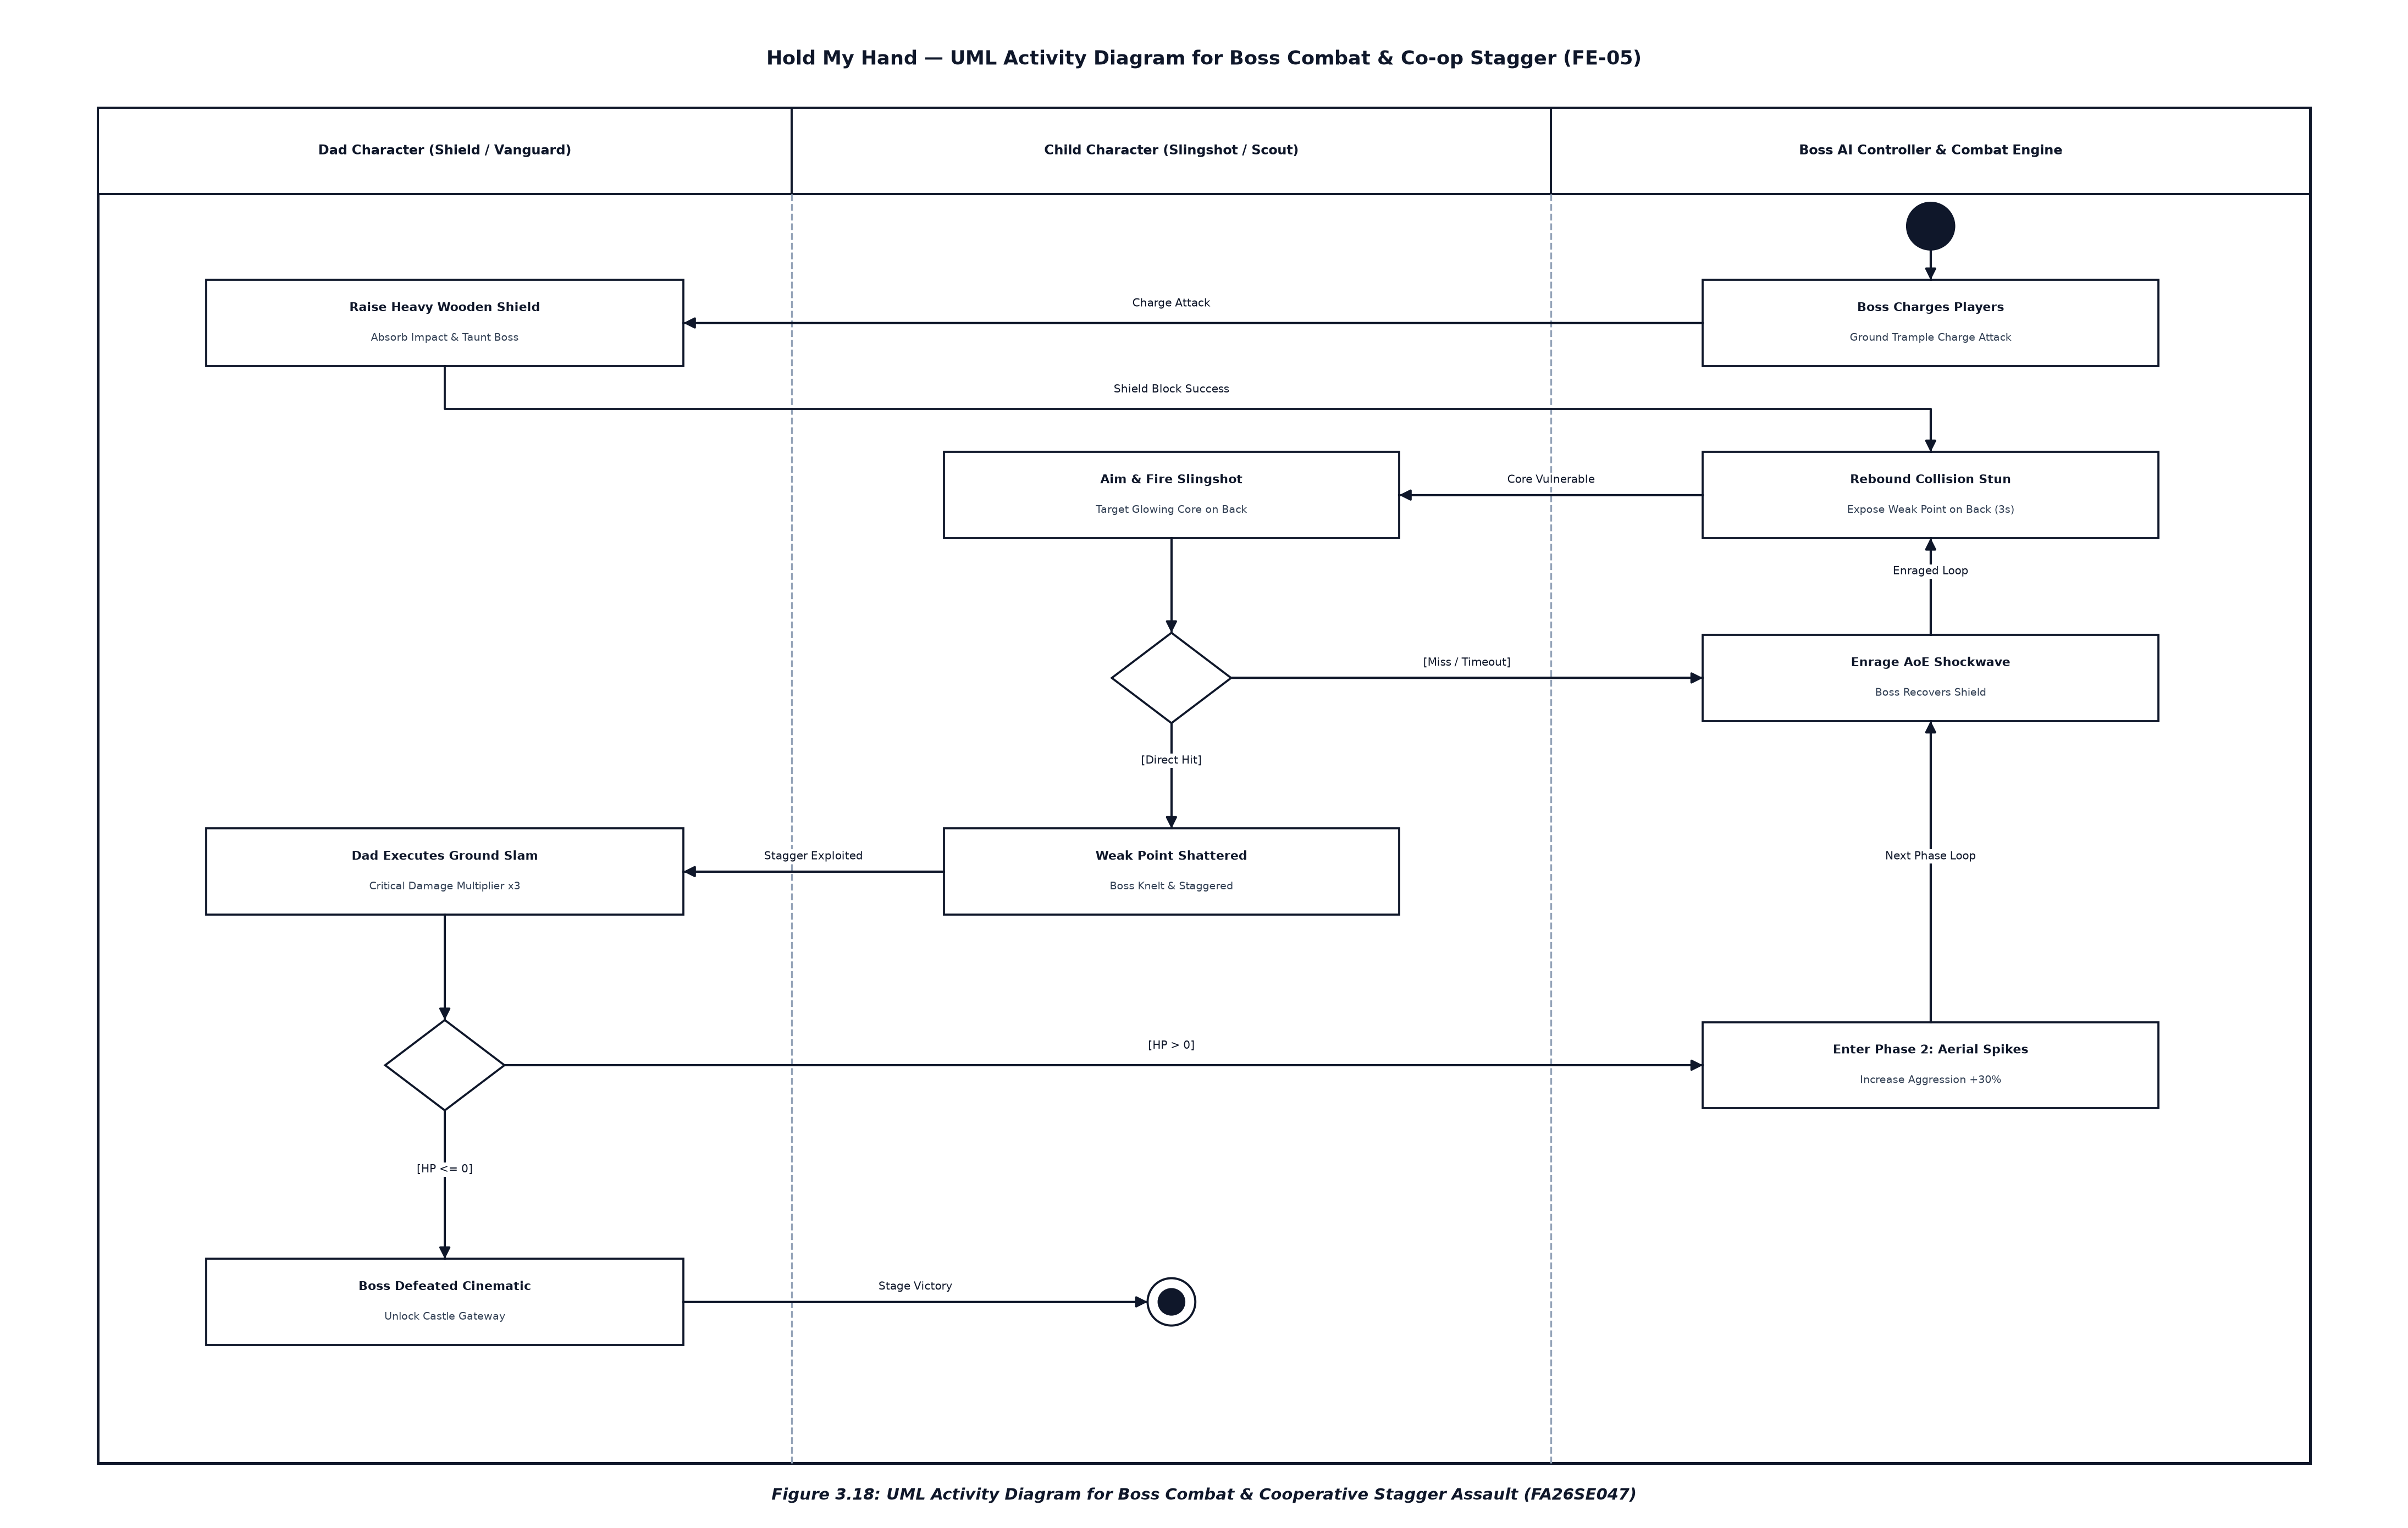 Hold My Hand — UML Activity Diagram for Boss Combat & Co-op Stagger (FE-05)
Dad Character (Shield / Vanguard)
Child Character (Slingshot / Scout)
Boss AI Controller & Combat Engine
Raise Heavy Wooden Shield
Absorb Impact & Taunt Boss
Charge Attack
Boss Charges Players
Ground Trample Charge Attack
Shield Block Success
Aim & Fire Slingshot
Target Glowing Core on Back
Core Vulnerable
Rebound Collision Stun
Expose Weak Point on Back (3s)
Enraged Loop
[Miss / Timeout]
Enrage AoE Shockwave
Boss Recovers Shield
[Direct Hit]
Dad Executes Ground Slam
Critical Damage Multiplier x3
Stagger Exploited
Weak Point Shattered
Boss Knelt & Staggered
Next Phase Loop
[HP > 0]
Enter Phase 2: Aerial Spikes
Increase Aggression +30%
[HP <= 0]
Boss Defeated Cinematic
Unlock Castle Gateway
Stage Victory
Figure 3.18: UML Activity Diagram for Boss Combat & Cooperative Stagger Assault (FA26SE047)